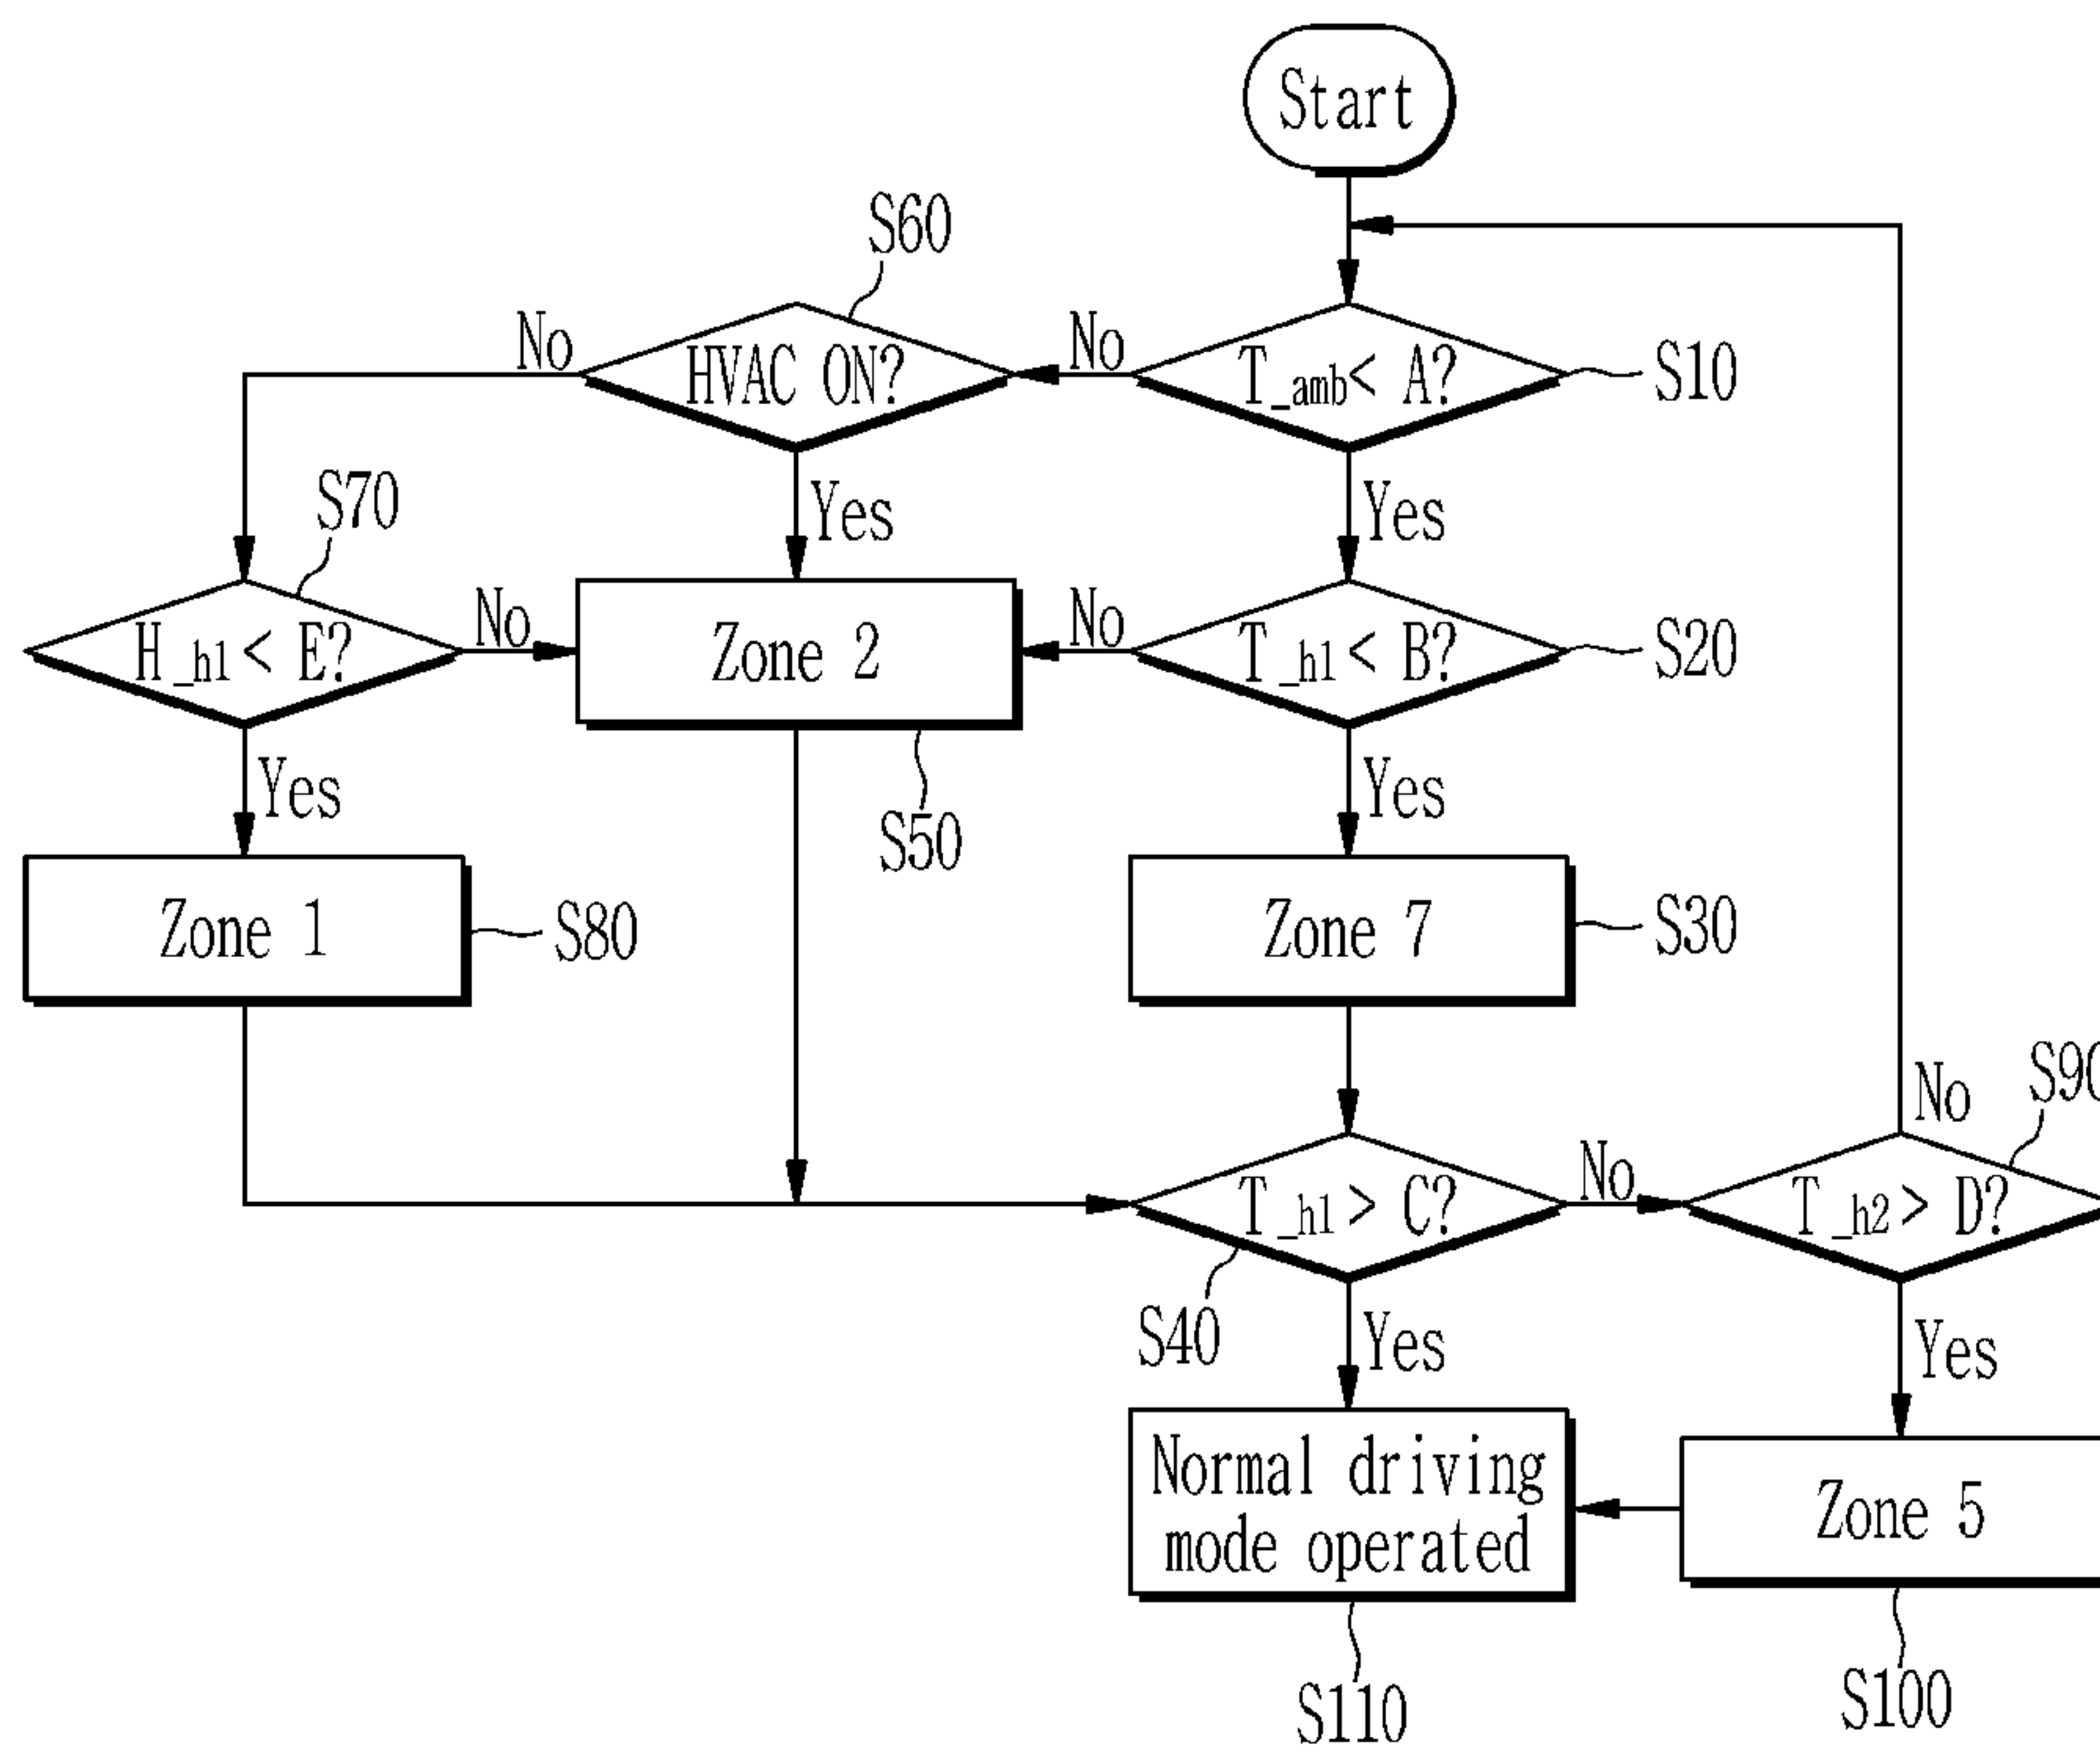 Start
S60
No
HVAC ON?
No
T_amb < A?
S10
S70
Yes
Yes
H_h1 < E?
No
Zone 2
No
T_h1 < B?
S20
Yes
S50
Yes
Zone 1
S80
Zone 7
S30
No
S90
T_h1 > C?
No
T_h2 > D?
S40
Yes
Yes
Normal driving
mode operated
Zone 5
S110
S100